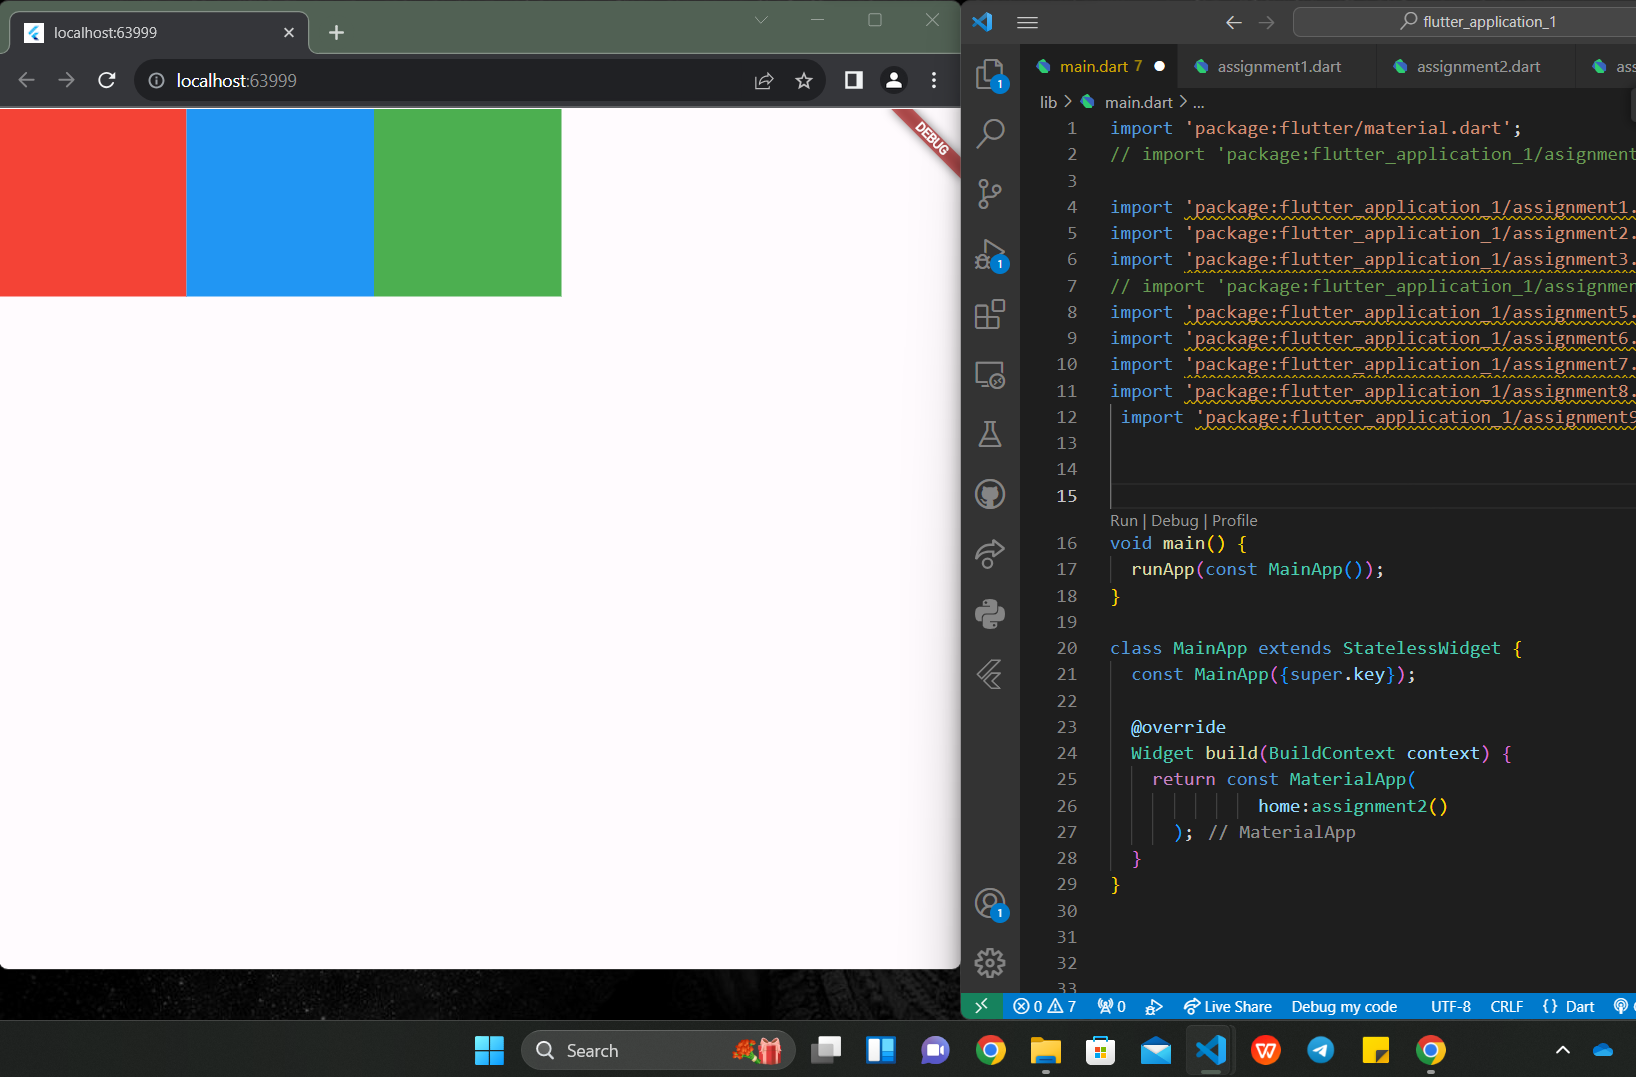 localhost:63999
localhost:63999
DEBUG
flutter_application_1
main.dart 7
assignment1.dart
assignment2.dart
ass
lib > main.dart > ...
1 import 'package:flutter/material.dart';
2 // import 'package:flutter_application_1/asignment
3
4 import 'package:flutter_application_1/assignment1.
5 import 'package:flutter_application_1/assignment2.
6 import 'package:flutter_application_1/assignment3.
7 // import 'package:flutter_application_1/assignmen
8 import 'package:flutter_application_1/assignment5.
9 import 'package:flutter_application_1/assignment6.
10 import 'package:flutter_application_1/assignment7.
11 import 'package:flutter_application_1/assignment8.
12 import 'package:flutter_application_1/assignment9
13
14
15
Run | Debug | Profile
16 void main() {
17 runApp(const MainApp());
18 }
19
20 class MainApp extends StatelessWidget {
21 const MainApp({super.key});
22
23 @override
24 Widget build(BuildContext context) {
25 return const MaterialApp(
26 home:assignment2()
27 ); // MaterialApp
28 }
29 }
30
31
32
33
1
1
1
0 7 0 Live Share Debug my code UTF-8 CRLF {} Dart
Search